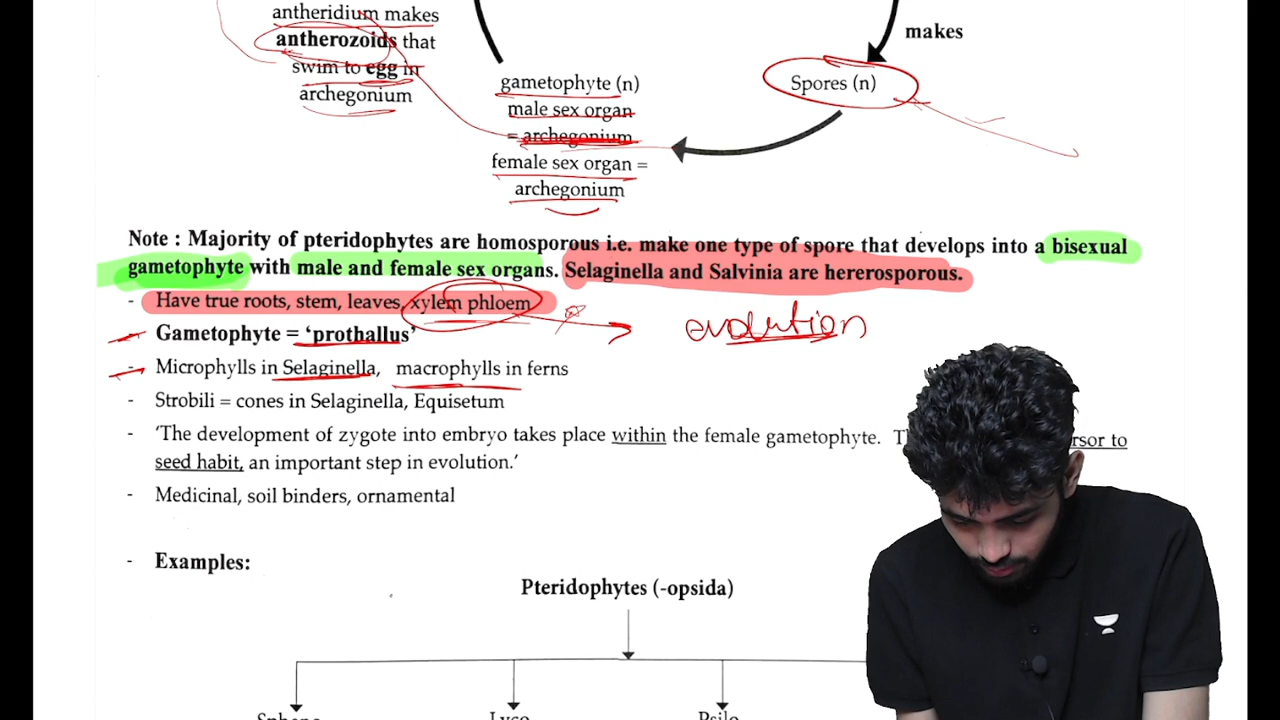 antheridium makes
antherozoids that
swim to egg in
archegonium
makes
gametophyte (n)
male sex organ
= archegonium
female sex organ =
archegonium
Spores (n)
Note : Majority of pteridophytes are homosporous i.e. make one type of spore that develops into a bisexual
gametophyte with male and female sex organs. Selaginella and Salvinia are hererosporous.
- Have true roots, stem, leaves, xylem phloem
evolution
- Gametophyte = 'prothallus'
- Microphylls in Selaginella, macrophylls in ferns
- Strobili = cones in Selaginella, Equisetum
- 'The development of zygote into embryo takes place within the female gametophyte. rsor to
seed habit, an important step in evolution.'
- Medicinal, soil binders, ornamental
- Examples:
Pteridophytes (-opsida)
Spheno Lyco Psilo